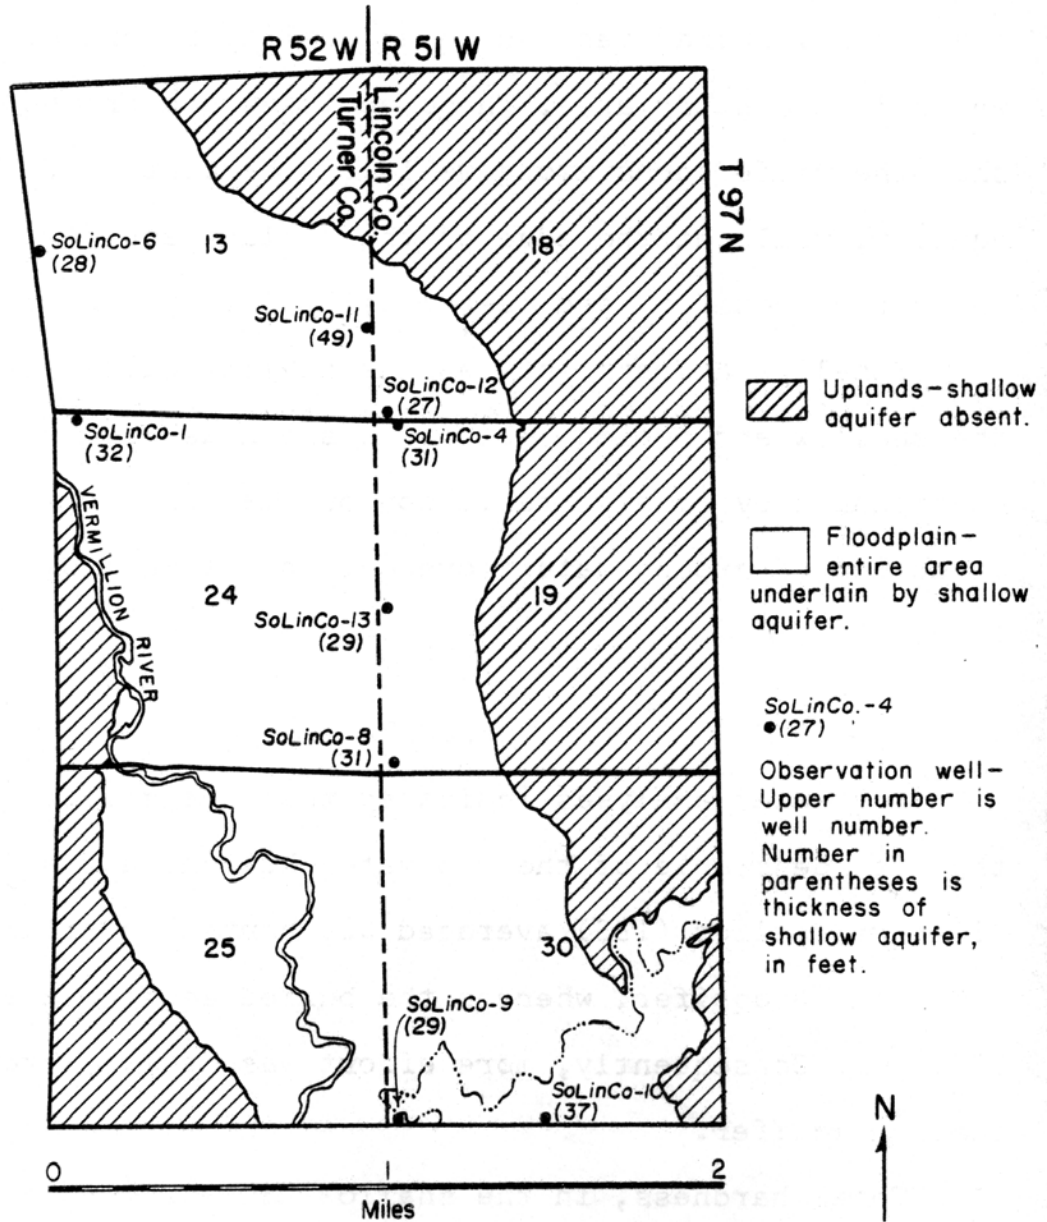 R 52 W R 51 W
Lincoln Co.
Turner Co.
T 97 N
13
18
SoLinCo-6
(28)
SoLinCo-11
(49)
SoLinCo-12
(27)
SoLinCo-1
(32)
SoLinCo-4
(31)
VERMILLION RIVER
24
19
SoLinCo-13
(29)
SoLinCo-8
(31)
25
30
SoLinCo-9
(29)
SoLinCo-10
(37)
Uplands-shallow
aquifer absent.
Floodplain-
entire area
underlain by shallow
aquifer.
SoLinCo.-4
(27)
Observation well-
Upper number is
well number.
Number in
parentheses is
thickness of
shallow aquifer,
in feet.
N
0 1 2
Miles